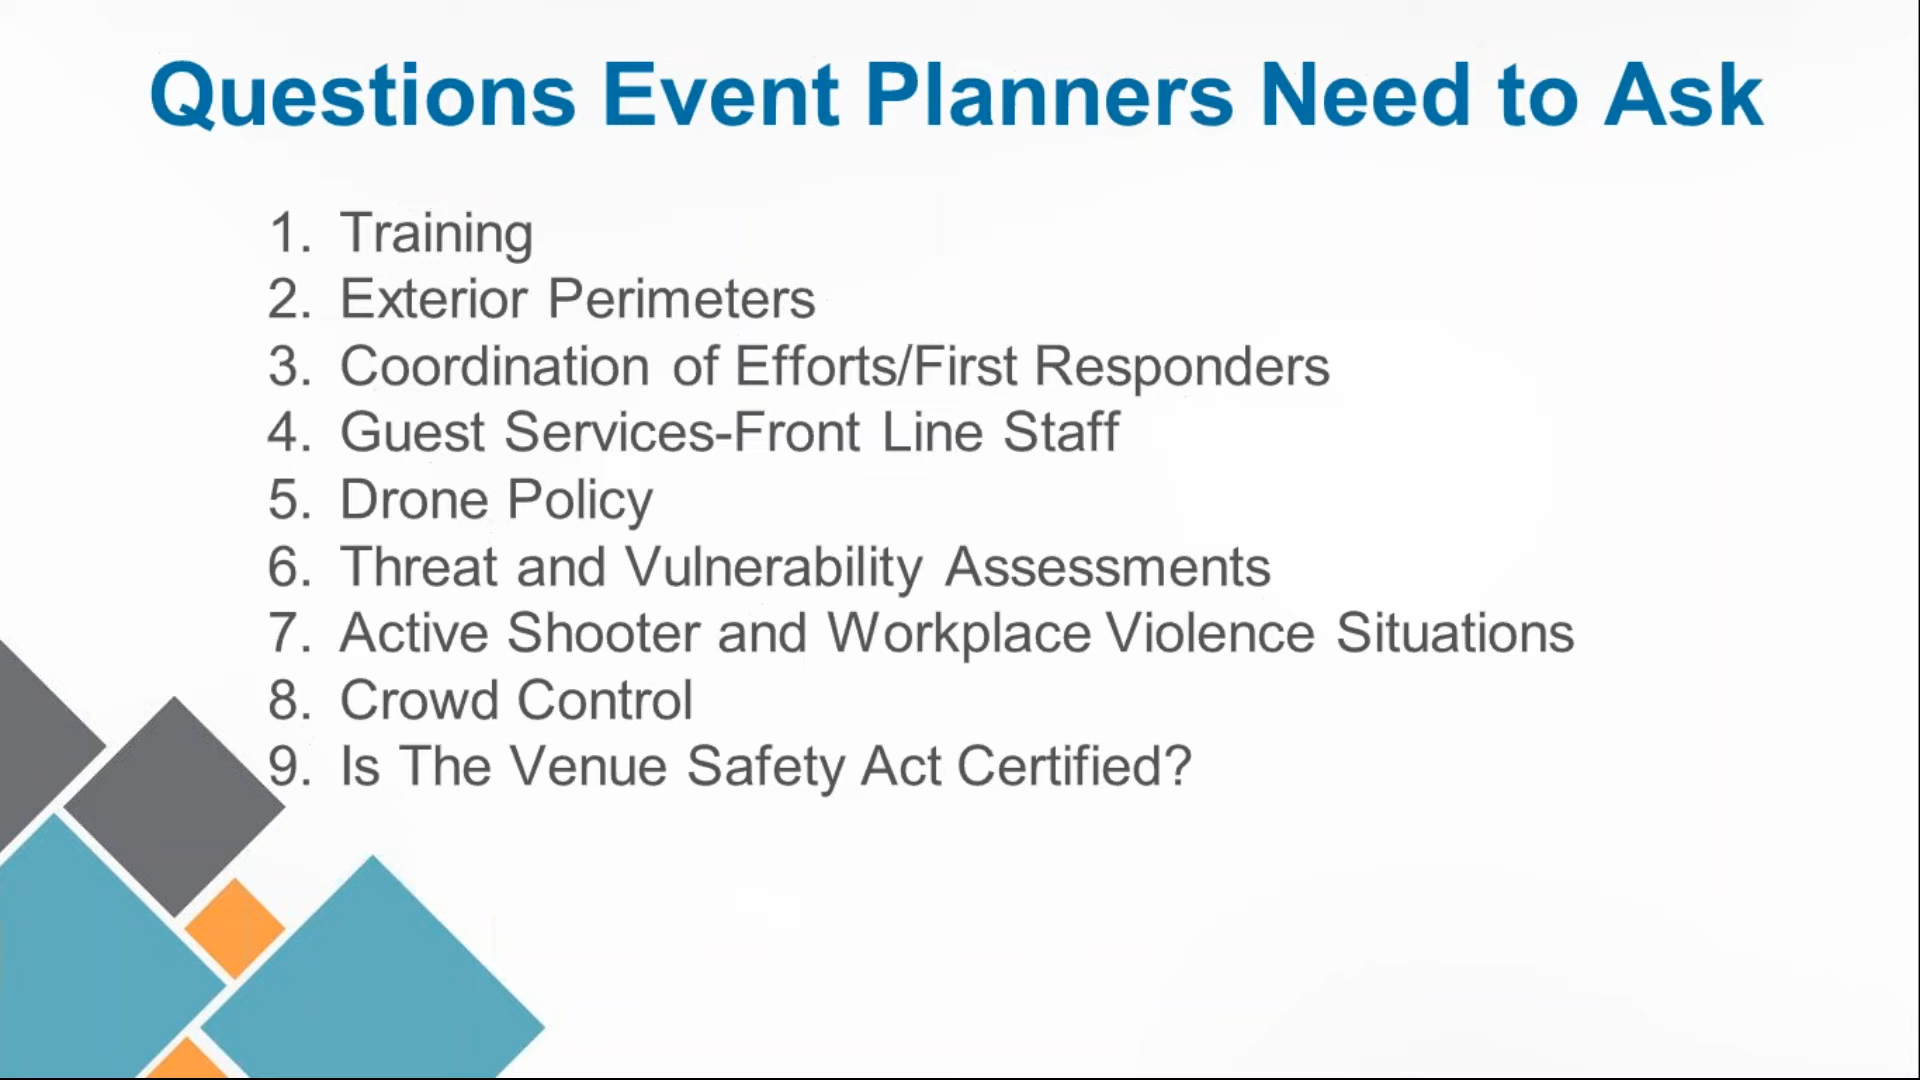 Questions Event Planners Need to Ask
1. Training
2. Exterior Perimeters
3. Coordination of Efforts/First Responders
4. Guest Services-Front Line Staff
5. Drone Policy
6. Threat and Vulnerability Assessments
7. Active Shooter and Workplace Violence Situations
8. Crowd Control
9. Is The Venue Safety Act Certified?